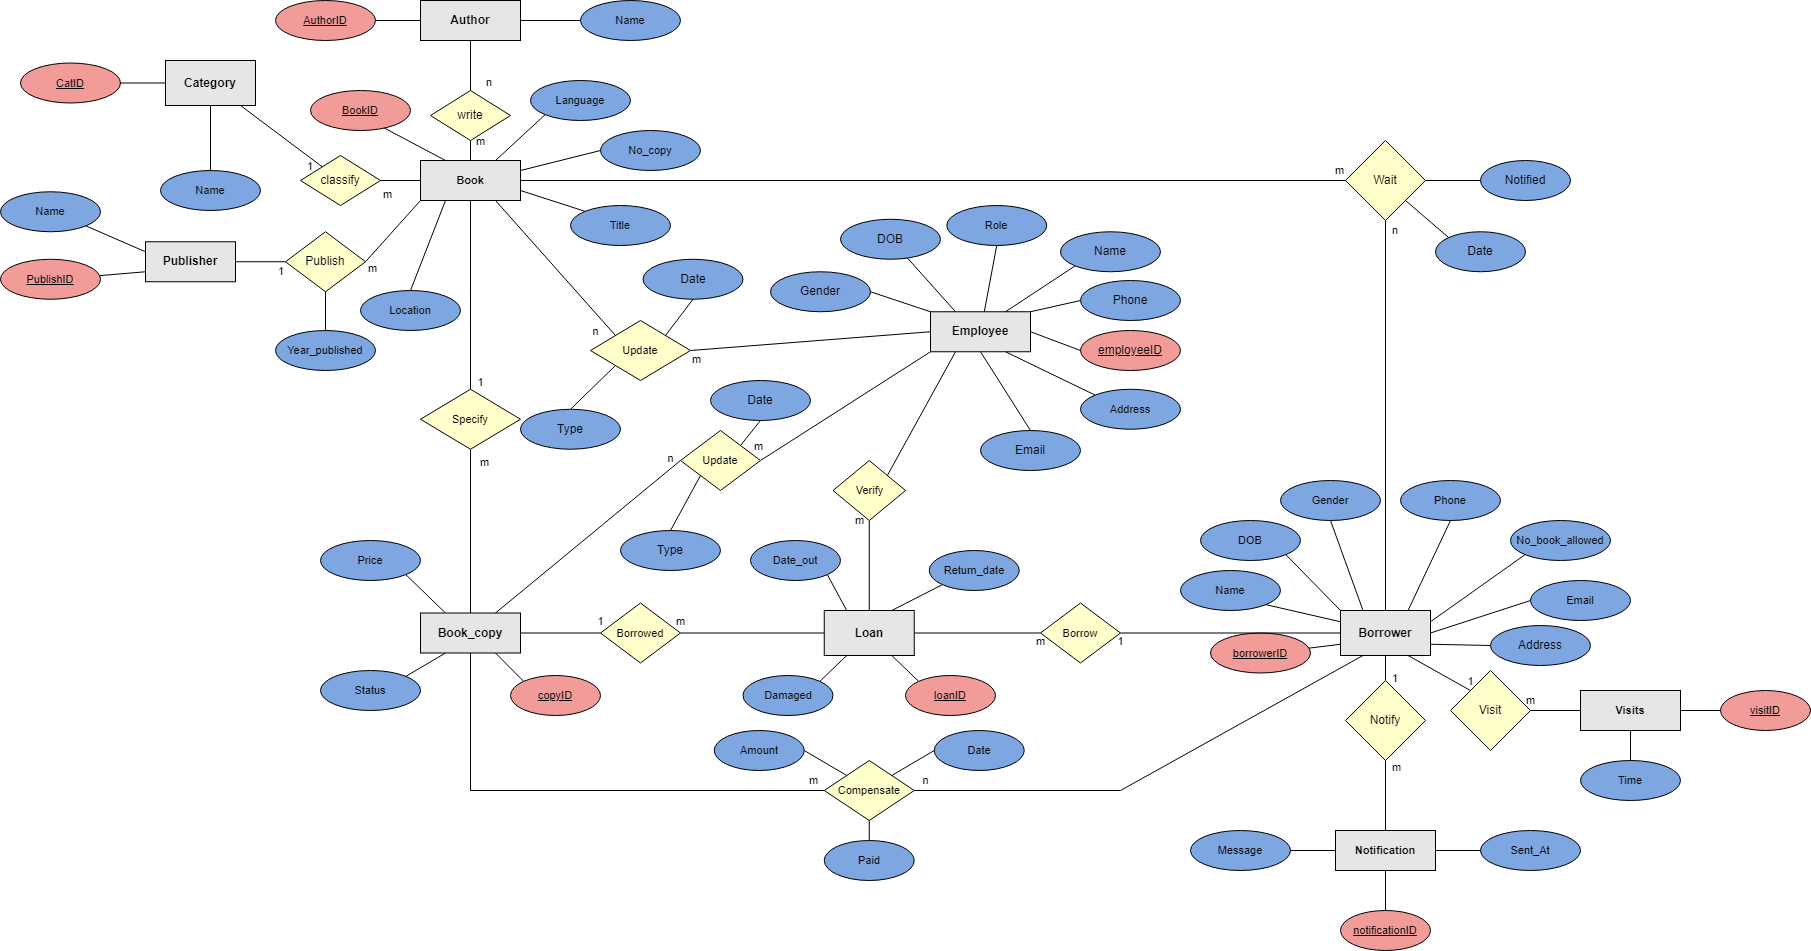 AuthorID
Author
Name
CatID
Category
n
Language
BookID
write
m
No_copy
1
classify
m
Book
m
Wait
Notified
Name
Name
Title
n
Date
DOB
Role
Name
Publisher
1
Publish
m
PublishID
Date
Gender
Phone
Location
n
Employee
Year_published
Update
m
employeeID
1
Date
Address
Specify
Type
m
Email
n
Update
m
Verify
m
Gender
Phone
Type
DOB
No_book_allowed
Price
Date_out
Return_date
Name
Email
Book_copy
1
Borrowed
m
Loan
m
Borrow
1
Borrower
Address
borrowerID
Status
copyID
Damaged
loanID
1
Notify
m
1
Visit
m
Visits
visitID
Amount
Date
m
Compensate
n
Time
Paid
Message
Notification
Sent_At
notificationID